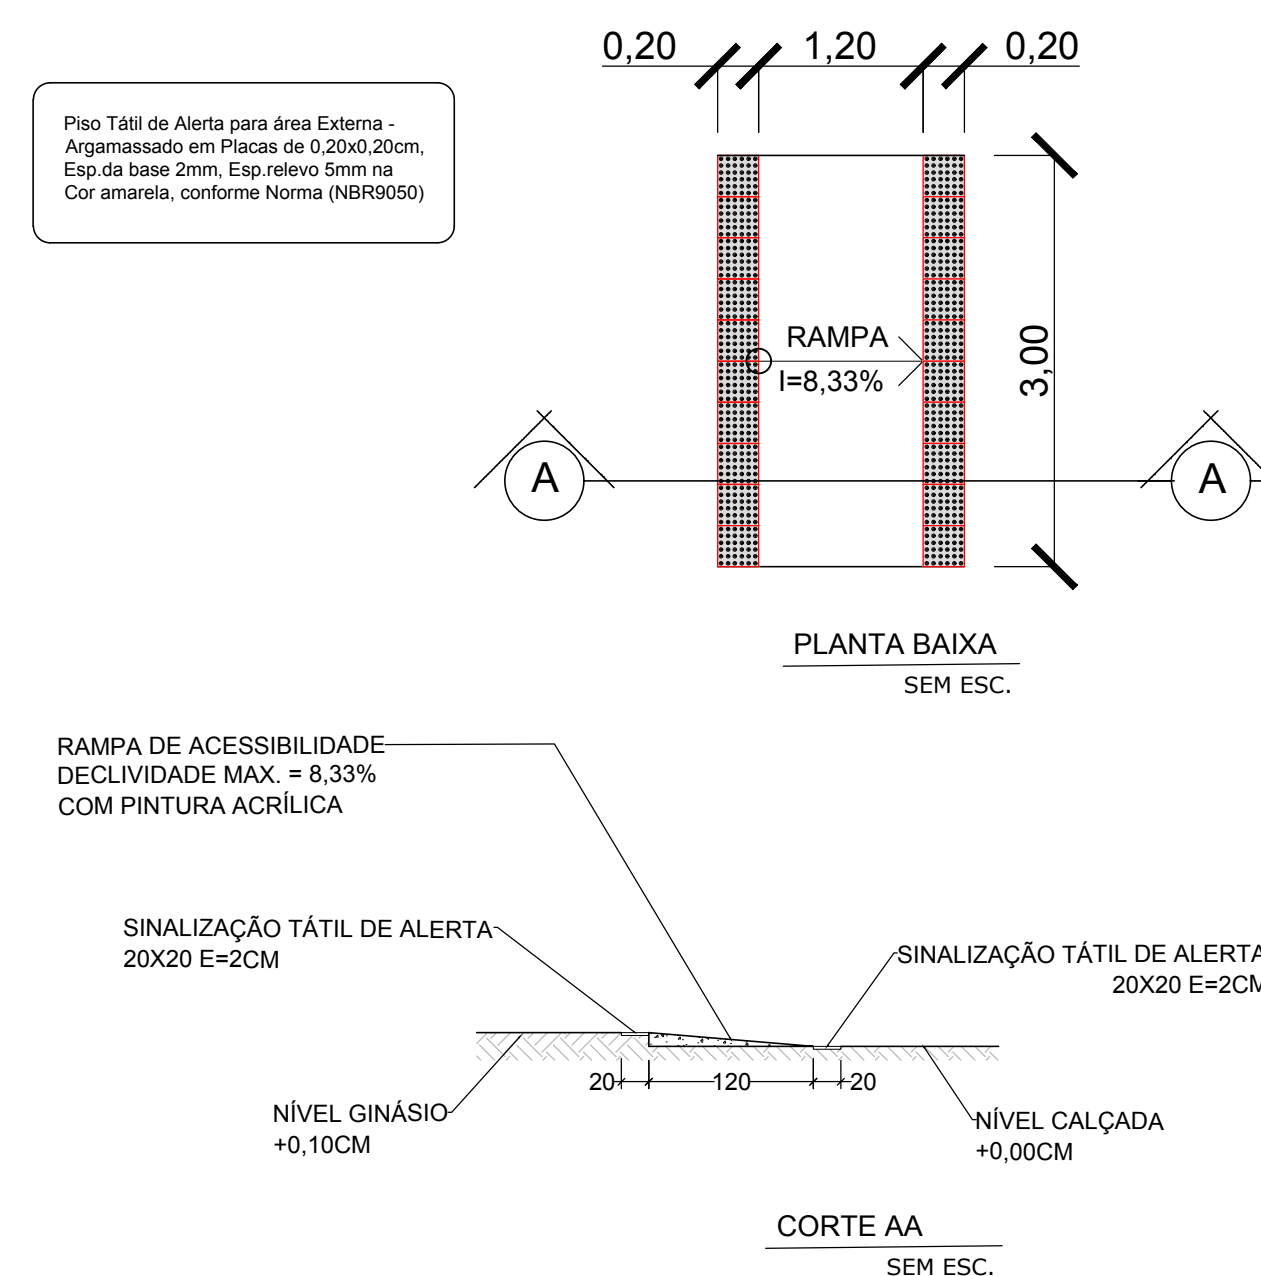 0,20
1,20
0,20
Piso Tátil de Alerta para área Externa -
Argamassado em Placas de 0,20x0,20cm,
Esp.da base 2mm, Esp.relevo 5mm na
Cor amarela, conforme Norma (NBR9050)
RAMPA
I=8,33%
3,00
A
A
PLANTA BAIXA
SEM ESC.
RAMPA DE ACESSIBILIDADE
DECLIVIDADE MAX. = 8,33%
COM PINTURA ACRÍLICA
SINALIZAÇÃO TÁTIL DE ALERTA
20X20 E=2CM
SINALIZAÇÃO TÁTIL DE ALERTA
20X20 E=2CM
20
120
20
NÍVEL GINÁSIO
+0,10CM
NÍVEL CALÇADA
+0,00CM
CORTE AA
SEM ESC.